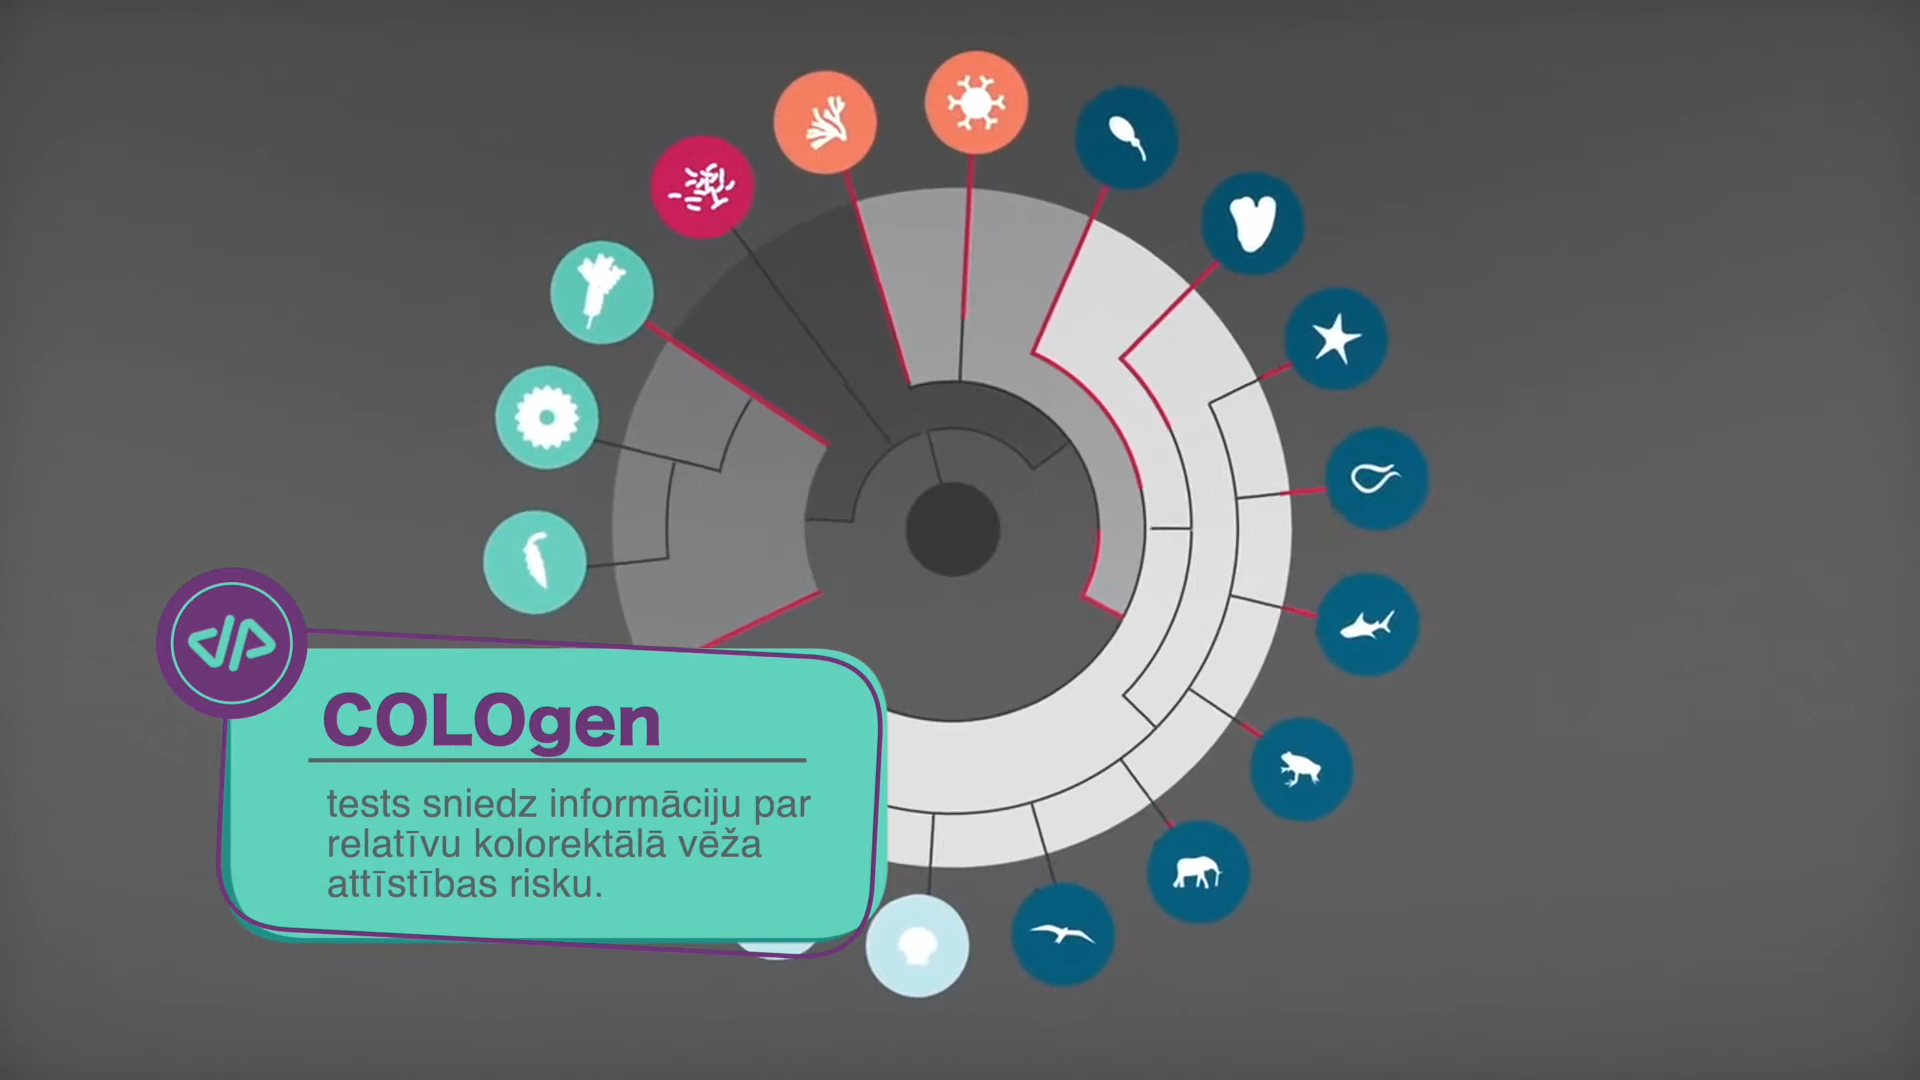 COLOgen
tests sniedz informāciju par
relatīvu kolorektālā vēža
attīstības risku.